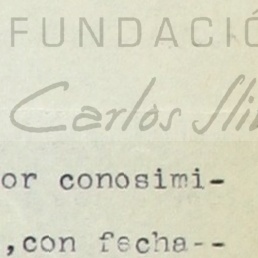 FUNDACIÓ
Carlos Sli
or conosimi-
,con fecha--